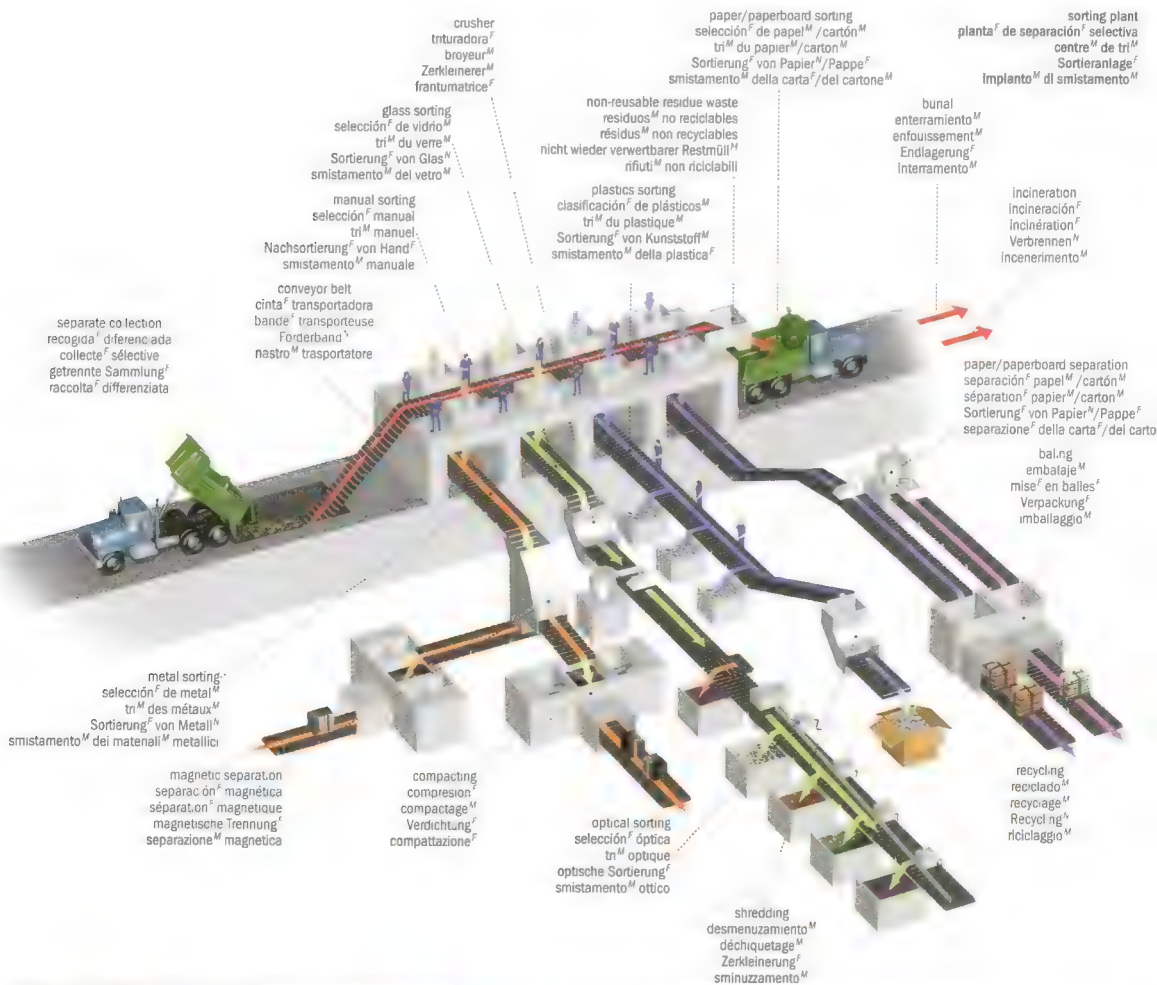 crusher
trituradora^F
broyeur^M
Zerkleinerer^M
frantumatrice^F
paper/paperboard sorting
selección^F de papel^M/cartón^M
tri^M du papier^M/carton^M
Sortierung^F von Papier^N/Pappe^F
smistamento^M della carta^F/del cartone^M
sorting plant
planta^F de separación^F selectiva
centre^M de tri^M
Sortieranlage^F
impianto^M di smistamento^M
glass sorting
selección^F de vidrio^M
tri^M du verre^M
Sortierung^F von Glas^N
smistamento^M del vetro^M
non-reusable residue waste
residuos^M no reciclables
résidus^M non recyclables
nicht wieder verwertbarer Restmüll^M
rifiuti^M non riciclabili
burial
enterramiento^M
enfouissement^M
Endlagerung^F
interramento^M
manual sorting
selección^F manual
tri^M manuel
Nachsortierung^F von Hand^F
smistamento^M manuale
plastics sorting
clasificación^F de plásticos^M
tri^M du plastique^M
Sortierung^F von Kunststoff^M
smistamento^M della plastica^F
incineration
incineración^F
incinération^F
Verbrennen^N
incenerimento^M
conveyor belt
cinta^F transportadora
bande^F transporteuse
Förderband^N
nastro^M trasportatore
separate collection
recogida^F diferenciada
collecte^F sélective
getrennte Sammlung^F
raccolta^F differenziata
paper/paperboard separation
separación^F papel^M/cartón^M
séparation^F papier^M/carton^M
Sortierung^F von Papier^N/Pappe^F
separazione^F della carta^F/del carto
baling
embalaje^M
mise^F en balles^F
Verpackung^F
imballaggio^M
metal sorting
selección^F de metal^M
tri^M des métaux^M
Sortierung^F von Metall^N
smistamento^M dei materiali^M metallici
magnetic separation
separación^F magnética
séparation^F magnétique
magnetische Trennung^F
separazione^M magnetica
compacting
compresión^F
compactage^M
Verdichtung^F
compattazione^F
optical sorting
selección^F óptica
tri^M optique
optische Sortierung^F
smistamento^M ottico
recycling
reciclado^M
recyclage^M
Recycling^N
riciclaggio^M
shredding
desmenuzamiento^M
déchiquetage^M
Zerkleinerung^F
sminuzzamento^M